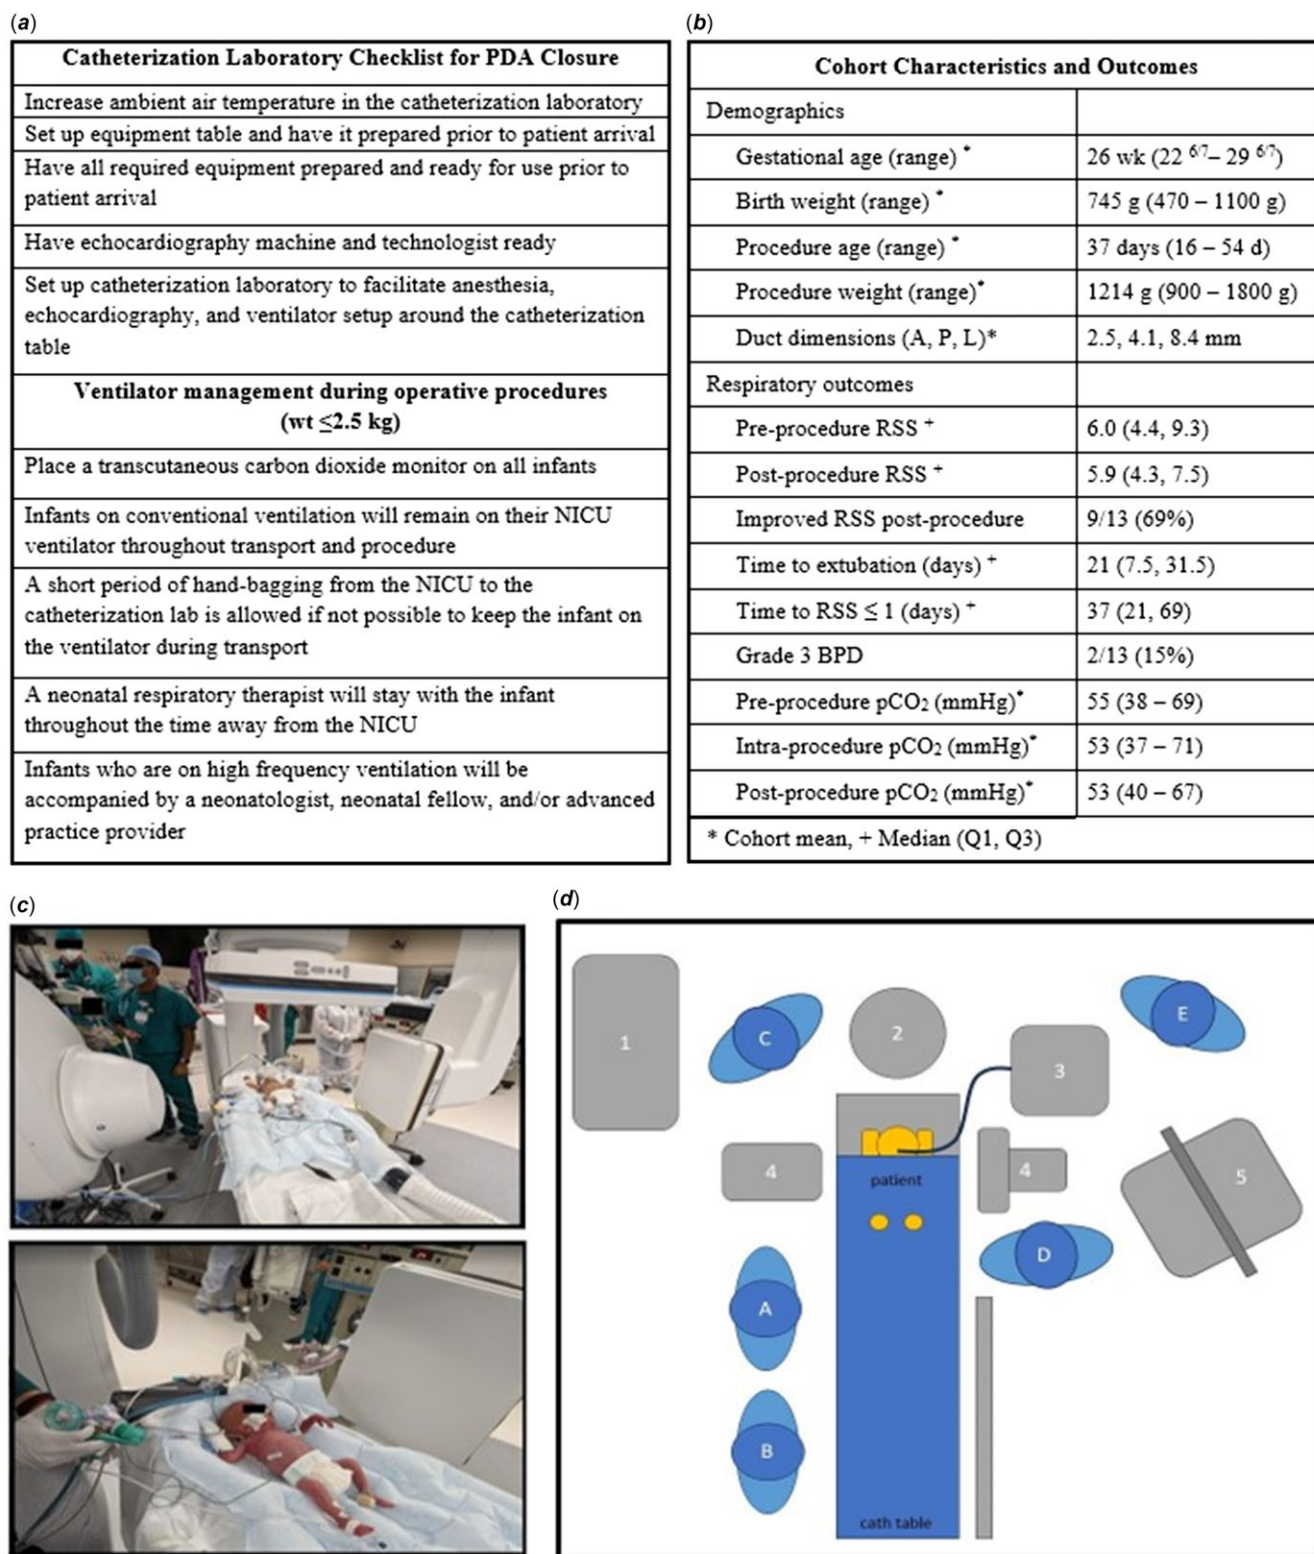 (a)
Catheterization Laboratory Checklist for PDA Closure
Increase ambient air temperature in the catheterization laboratory
Set up equipment table and have it prepared prior to patient arrival
Have all required equipment prepared and ready for use prior to
patient arrival
Have echocardiography machine and technologist ready
Set up catheterization laboratory to facilitate anesthesia,
echocardiography, and ventilator setup around the catheterization
table
Ventilator management during operative procedures
(wt ≤2.5 kg)
Place a transcutaneous carbon dioxide monitor on all infants
Infants on conventional ventilation will remain on their NICU
ventilator throughout transport and procedure
A short period of hand-bagging from the NICU to the
catheterization lab is allowed if not possible to keep the infant on
the ventilator during transport
A neonatal respiratory therapist will stay with the infant
throughout the time away from the NICU
Infants who are on high frequency ventilation will be
accompanied by a neonatologist, neonatal fellow, and/or advanced
practice provider
(b)
Cohort Characteristics and Outcomes
Demographics
Gestational age (range) * 26 wk (22 6/7– 29 6/7)
Birth weight (range) * 745 g (470 – 1100 g)
Procedure age (range) * 37 days (16 – 54 d)
Procedure weight (range)* 1214 g (900 – 1800 g)
Duct dimensions (A, P, L)* 2.5, 4.1, 8.4 mm
Respiratory outcomes
Pre-procedure RSS + 6.0 (4.4, 9.3)
Post-procedure RSS + 5.9 (4.3, 7.5)
Improved RSS post-procedure 9/13 (69%)
Time to extubation (days) + 21 (7.5, 31.5)
Time to RSS ≤ 1 (days) + 37 (21, 69)
Grade 3 BPD 2/13 (15%)
Pre-procedure pCO2 (mmHg)* 55 (38 – 69)
Intra-procedure pCO2 (mmHg)* 53 (37 – 71)
Post-procedure pCO2 (mmHg)* 53 (40 – 67)
* Cohort mean, + Median (Q1, Q3)
(c)
(d)
1
C
2
3
E
4
patient
4
5
A
D
B
cath table